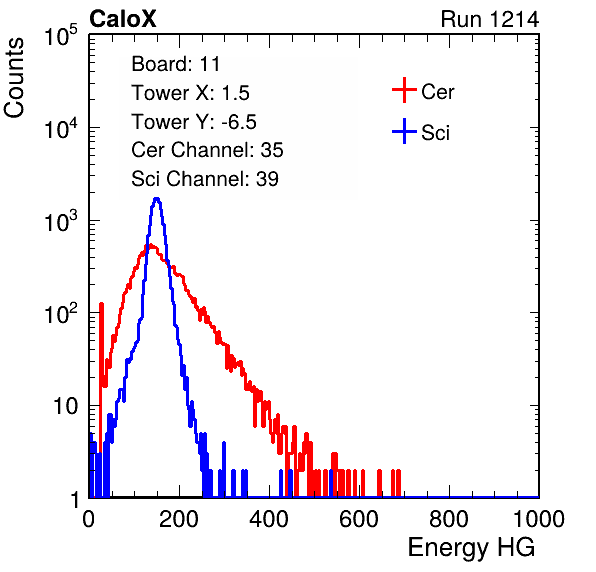 CaloX Run 1214
Counts
Board: 11
Tower X: 1.5
Tower Y: -6.5
Cer Channel: 35
Sci Channel: 39
Cer
Sci
10^5
10^4
10^3
10^2
10
1
0 200 400 600 800 1000
Energy HG